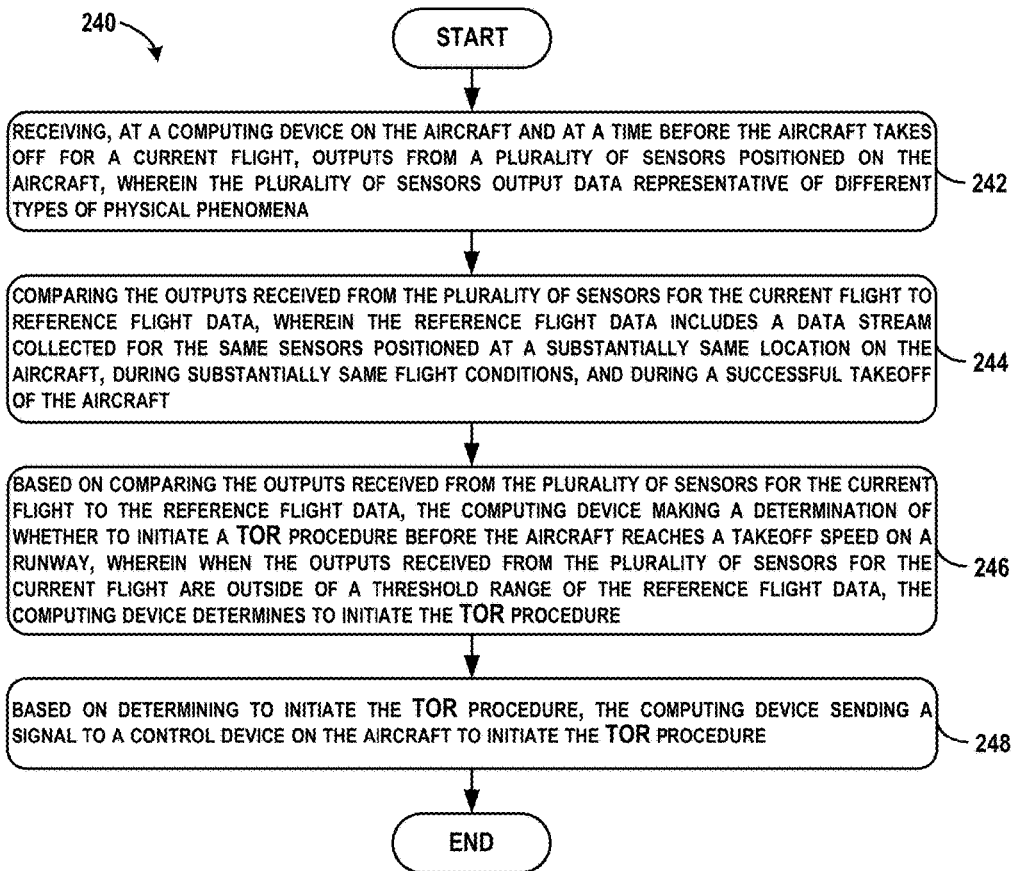 240
START
RECEIVING, AT A COMPUTING DEVICE ON THE AIRCRAFT AND AT A TIME BEFORE THE AIRCRAFT TAKES
OFF FOR A CURRENT FLIGHT, OUTPUTS FROM A PLURALITY OF SENSORS POSITIONED ON THE
AIRCRAFT, WHEREIN THE PLURALITY OF SENSORS OUTPUT DATA REPRESENTATIVE OF DIFFERENT
TYPES OF PHYSICAL PHENOMENA
242
COMPARING THE OUTPUTS RECEIVED FROM THE PLURALITY OF SENSORS FOR THE CURRENT FLIGHT TO
REFERENCE FLIGHT DATA, WHEREIN THE REFERENCE FLIGHT DATA INCLUDES A DATA STREAM
COLLECTED FOR THE SAME SENSORS POSITIONED AT A SUBSTANTIALLY SAME LOCATION ON THE
AIRCRAFT, DURING SUBSTANTIALLY SAME FLIGHT CONDITIONS, AND DURING A SUCCESSFUL TAKEOFF
OF THE AIRCRAFT
244
BASED ON COMPARING THE OUTPUTS RECEIVED FROM THE PLURALITY OF SENSORS FOR THE CURRENT
FLIGHT TO THE REFERENCE FLIGHT DATA, THE COMPUTING DEVICE MAKING A DETERMINATION OF
WHETHER TO INITIATE A TOR PROCEDURE BEFORE THE AIRCRAFT REACHES A TAKEOFF SPEED ON A
RUNWAY, WHEREIN WHEN THE OUTPUTS RECEIVED FROM THE PLURALITY OF SENSORS FOR THE
CURRENT FLIGHT ARE OUTSIDE OF A THRESHOLD RANGE OF THE REFERENCE FLIGHT DATA, THE
COMPUTING DEVICE DETERMINES TO INITIATE THE TOR PROCEDURE
246
BASED ON DETERMINING TO INITIATE THE TOR PROCEDURE, THE COMPUTING DEVICE SENDING A
SIGNAL TO A CONTROL DEVICE ON THE AIRCRAFT TO INITIATE THE TOR PROCEDURE
248
END